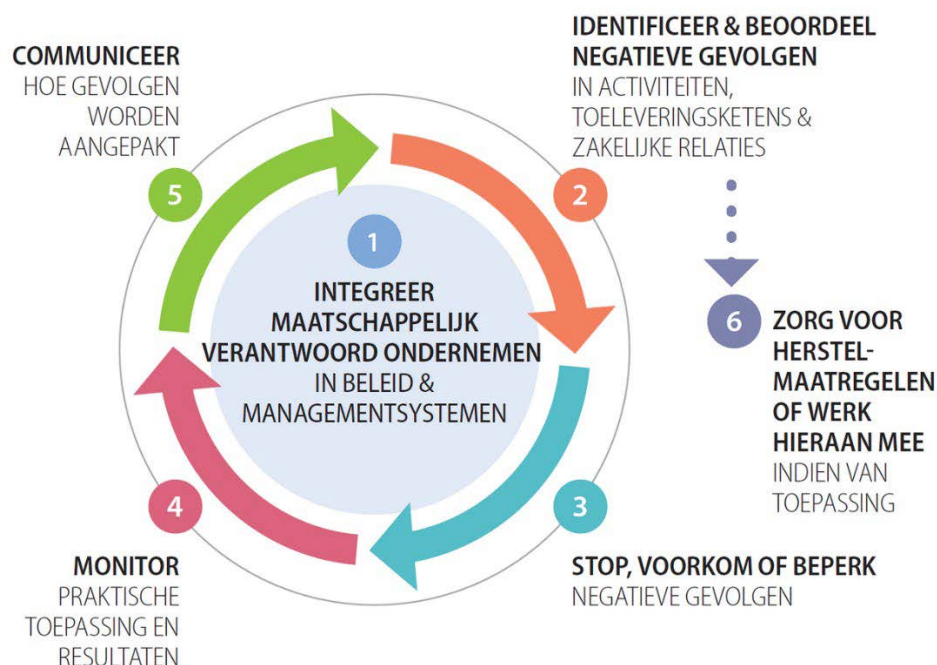 1
INTEGREER
MAATSCHAPPELIJK
VERANTWOORD ONDERNEMEN
IN BELEID &
MANAGEMENTSYSTEMEN
2
IDENTIFICEER & BEOORDEEL
NEGATIEVE GEVOLGEN
IN ACTIVITEITEN,
TOELEVERINGSKETENS &
ZAKELIJKE RELATIES
3
STOP, VOORKOM OF BEPERK
NEGATIEVE GEVOLGEN
4
MONITOR
PRAKTISCHE
TOEPASSING EN
RESULTATEN
5
COMMUNICEER
HOE GEVOLGEN
WORDEN
AANGEPAKT
6
ZORG VOOR
HERSTEL-
MAATREGELEN
OF WERK
HIERAAN MEE
INDIEN VAN
TOEPASSING